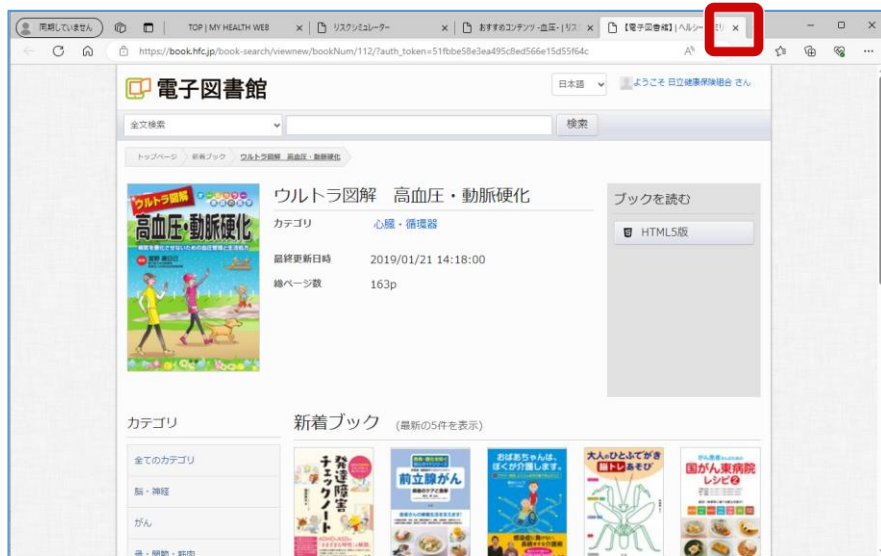 同期していません
TOP | MY HEALTH WEB
リスクシミュレーター
おすすめコンテンツ -血圧- | リス
【電子図書館】 | ヘルシー
https://book.hfc.jp/book-search/viewnew/bookNum/112/?auth_token=51fbbe58e3ea495c8ed566e15d55f64c
電子図書館
日本語
ようこそ 日立健康保険組合 さん
全文検索
検索
トップページ
新着ブック
ウルトラ図解 高血圧・動脈硬化
ウルトラ図解
高血圧・動脈硬化
ウルトラ図解 高血圧・動脈硬化
カテゴリ 心臓・循環器
最終更新日時 2019/01/21 14:18:00
総ページ数 163p
ブックを読む
HTML5版
カテゴリ
全てのカテゴリ
脳・神経
がん
骨・関節・筋肉
新着ブック (最新の5件を表示)
発達障害
チェックノート
前立腺がん
おばあちゃんは、
ぼくが介護します。
大人のひとふでがき
脳トレあそび
国がん東病院
レシピ2